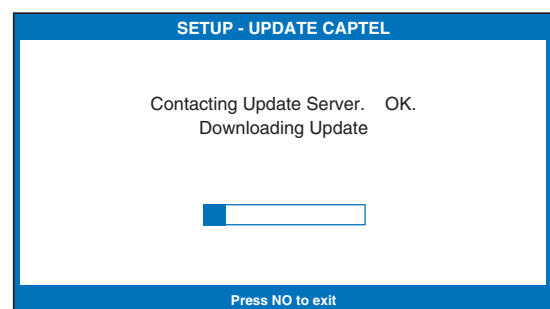 SETUP - UPDATE CAPTEL
Contacting Update Server. OK.
Downloading Update
Press NO to exit